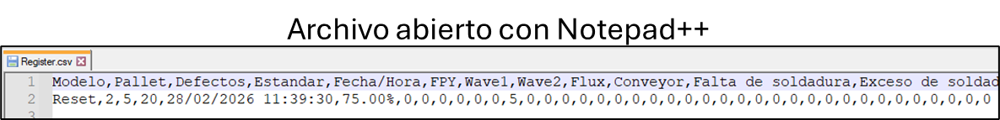 Archivo abierto con Notepad++
Register.csv
1 Modelo,Pallet,Defectos,Estandar,Fecha/Hora,FPY,Wave1,Wave2,Flux,Conveyor,Falta de soldadura,Exceso de soldad
2 Reset,2,5,20,28/02/2026 11:39:30,75.00%,0,0,0,0,0,0,5,0,0,0,0,0,0,0,0,0,0,0,0,0,0,0,0,0,0,0,0,0,0,0,0,0,0,0
3